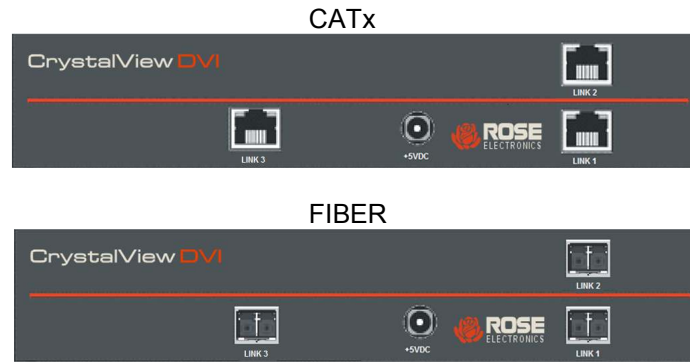 CATx
CrystalView DVI
LINK 2
LINK 3
+5VDC
ROSE
ELECTRONICS
LINK 1
FIBER
CrystalView DVI
LINK 2
LINK 3
+5VDC
ROSE
ELECTRONICS
LINK 1